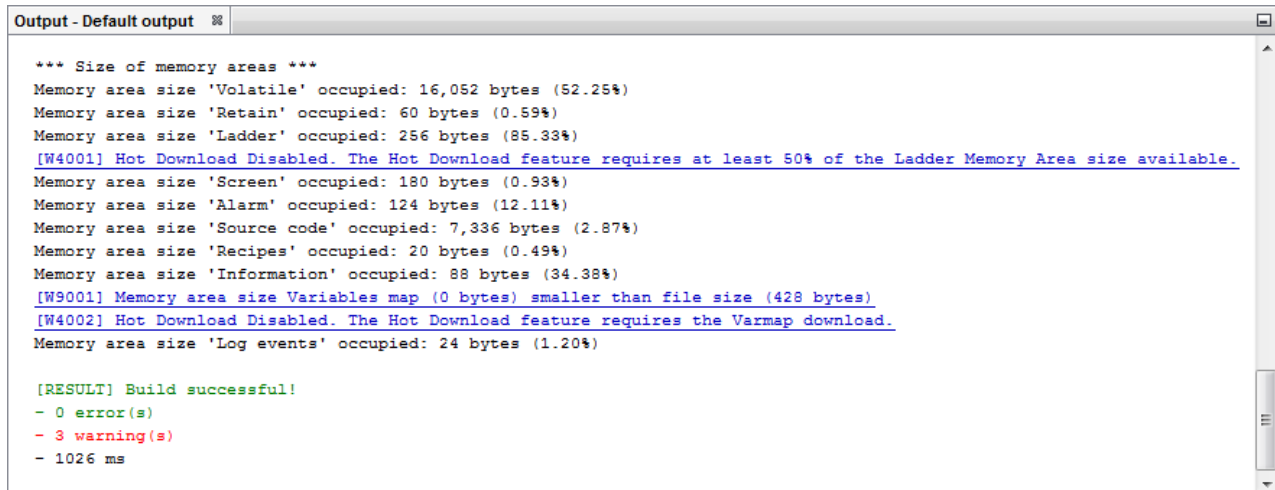 Output - Default output
*** Size of memory areas ***
Memory area size 'Volatile' occupied: 16,052 bytes (52.25%)
Memory area size 'Retain' occupied: 60 bytes (0.59%)
Memory area size 'Ladder' occupied: 256 bytes (85.33%)
[W4001] Hot Download Disabled. The Hot Download feature requires at least 50% of the Ladder Memory Area size available.
Memory area size 'Screen' occupied: 180 bytes (0.93%)
Memory area size 'Alarm' occupied: 124 bytes (12.11%)
Memory area size 'Source code' occupied: 7,336 bytes (2.87%)
Memory area size 'Recipes' occupied: 20 bytes (0.49%)
Memory area size 'Information' occupied: 88 bytes (34.38%)
[W9001] Memory area size Variables map (0 bytes) smaller than file size (428 bytes)
[W4002] Hot Download Disabled. The Hot Download feature requires the Varmap download.
Memory area size 'Log events' occupied: 24 bytes (1.20%)
[RESULT] Build successful!
- 0 error(s)
- 3 warning(s)
- 1026 ms